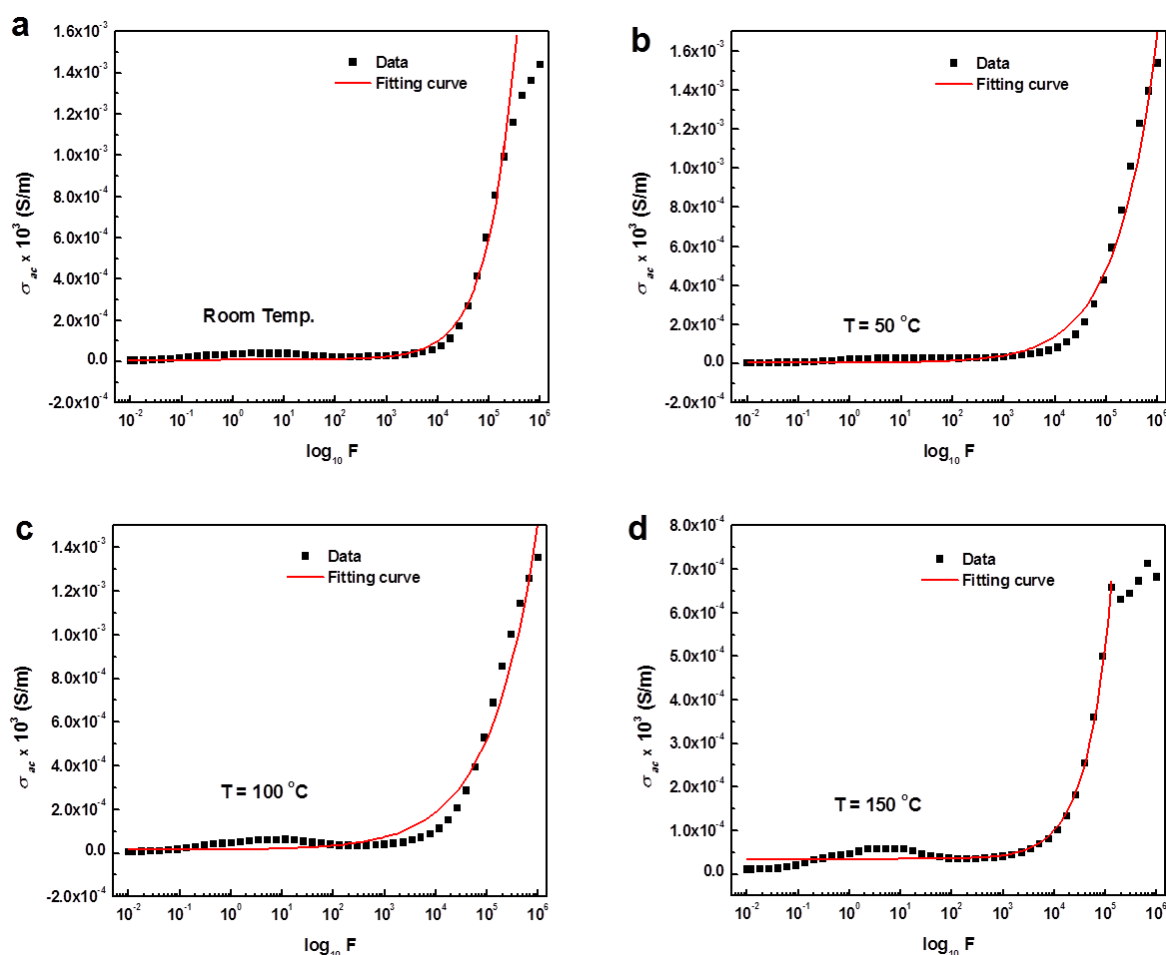 a
1.6x10⁻³
1.4x10⁻³
1.2x10⁻³
1.0x10⁻³
8.0x10⁻⁴
6.0x10⁻⁴
4.0x10⁻⁴
2.0x10⁻⁴
0.0
-2.0x10⁻⁴
σac x 10³ (S/m)
Data
Fitting curve
Room Temp.
10⁻² 10⁻¹ 10⁰ 10¹ 10² 10³ 10⁴ 10⁵ 10⁶
log₁₀ F
b
1.6x10⁻³
1.4x10⁻³
1.2x10⁻³
1.0x10⁻³
8.0x10⁻⁴
6.0x10⁻⁴
4.0x10⁻⁴
2.0x10⁻⁴
0.0
-2.0x10⁻⁴
σac x 10³ (S/m)
Data
Fitting curve
T = 50 °C
10⁻² 10⁻¹ 10⁰ 10¹ 10² 10³ 10⁴ 10⁵ 10⁶
log₁₀ F
c
1.4x10⁻³
1.2x10⁻³
1.0x10⁻³
8.0x10⁻⁴
6.0x10⁻⁴
4.0x10⁻⁴
2.0x10⁻⁴
0.0
-2.0x10⁻⁴
σac x 10³ (S/m)
Data
Fitting curve
T = 100 °C
10⁻² 10⁻¹ 10⁰ 10¹ 10² 10³ 10⁴ 10⁵ 10⁶
log₁₀ F
d
8.0x10⁻⁴
7.0x10⁻⁴
6.0x10⁻⁴
5.0x10⁻⁴
4.0x10⁻⁴
3.0x10⁻⁴
2.0x10⁻⁴
1.0x10⁻⁴
0.0
σac x 10³ (S/m)
Data
Fitting curve
T = 150 °C
10⁻² 10⁻¹ 10⁰ 10¹ 10² 10³ 10⁴ 10⁵ 10⁶
log₁₀ F